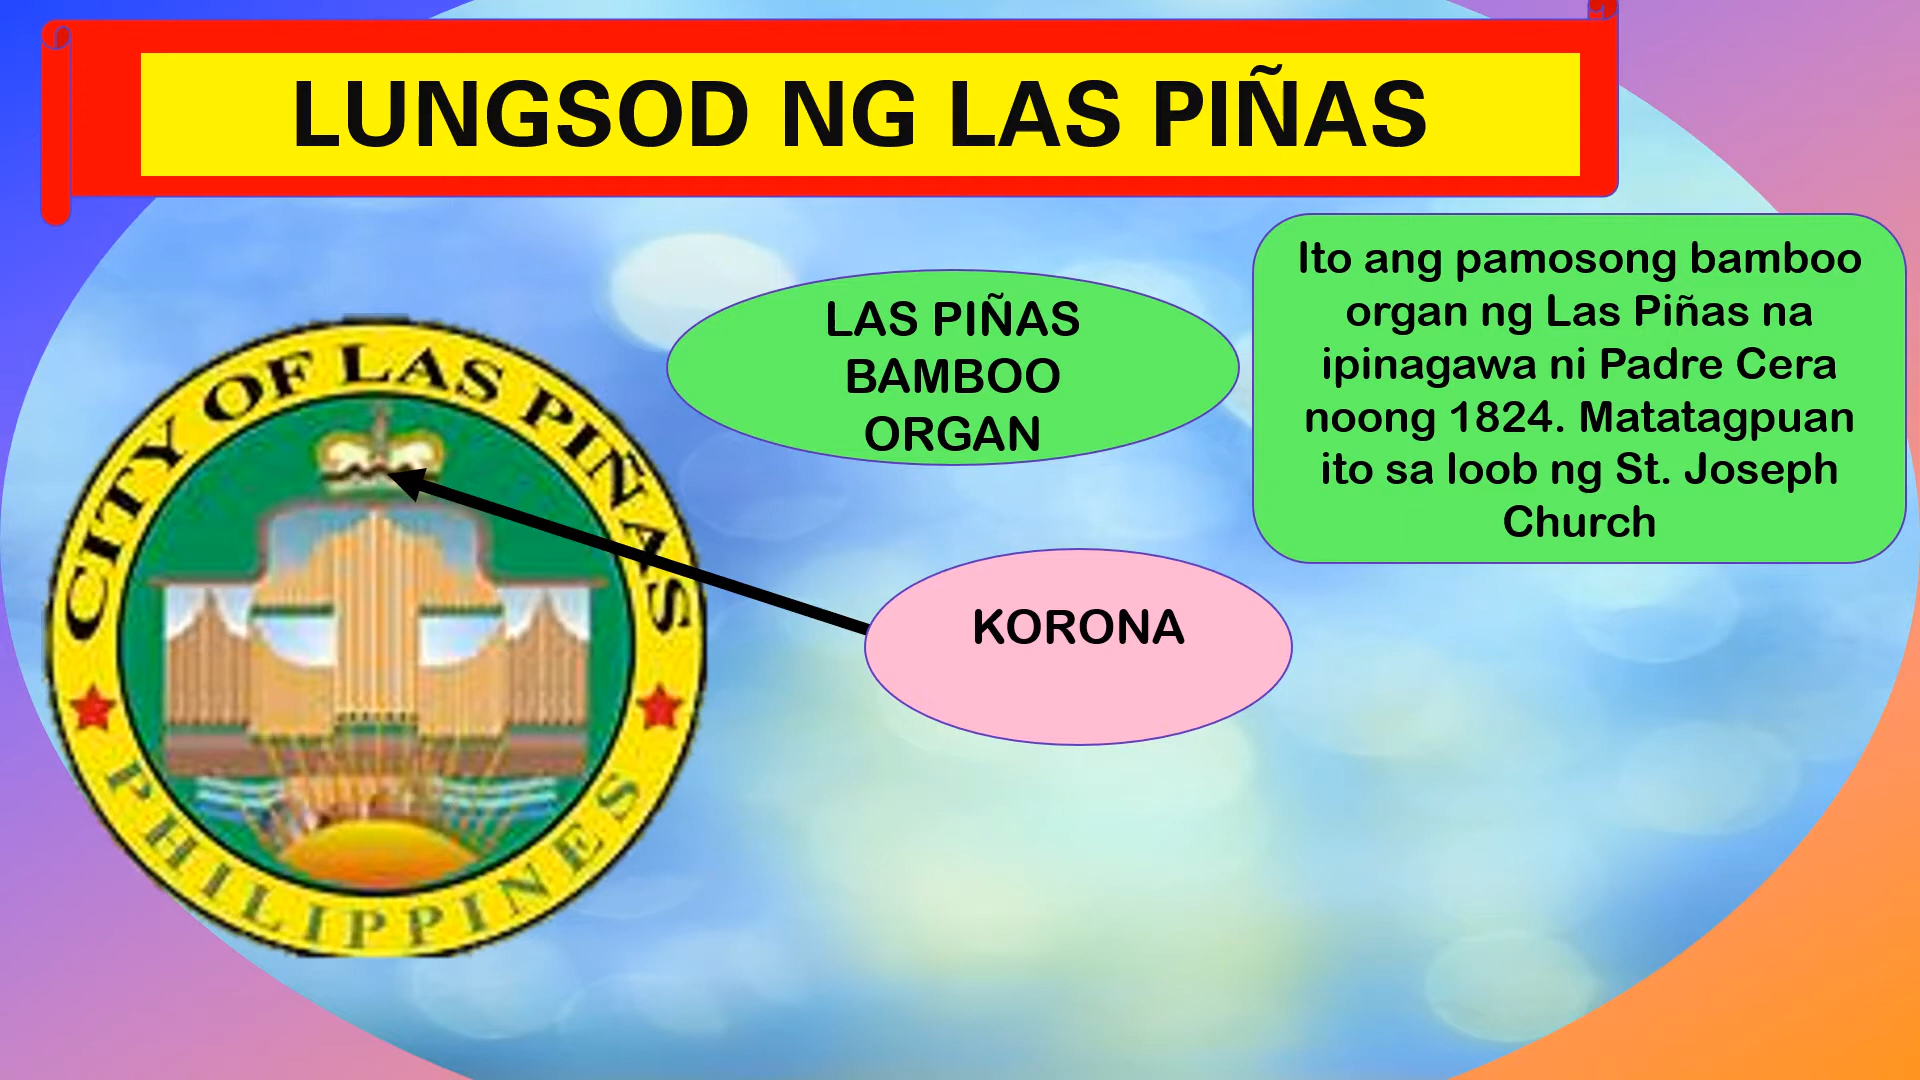 LUNGSOD NG LAS PIÑAS
LAS PIÑAS
BAMBOO
ORGAN
Ito ang pamosong bamboo
organ ng Las Piñas na
ipinagawa ni Padre Cera
noong 1824. Matatagpuan
ito sa loob ng St. Joseph
Church
KORONA
CITY OF LAS PIÑAS
PHILIPPINES